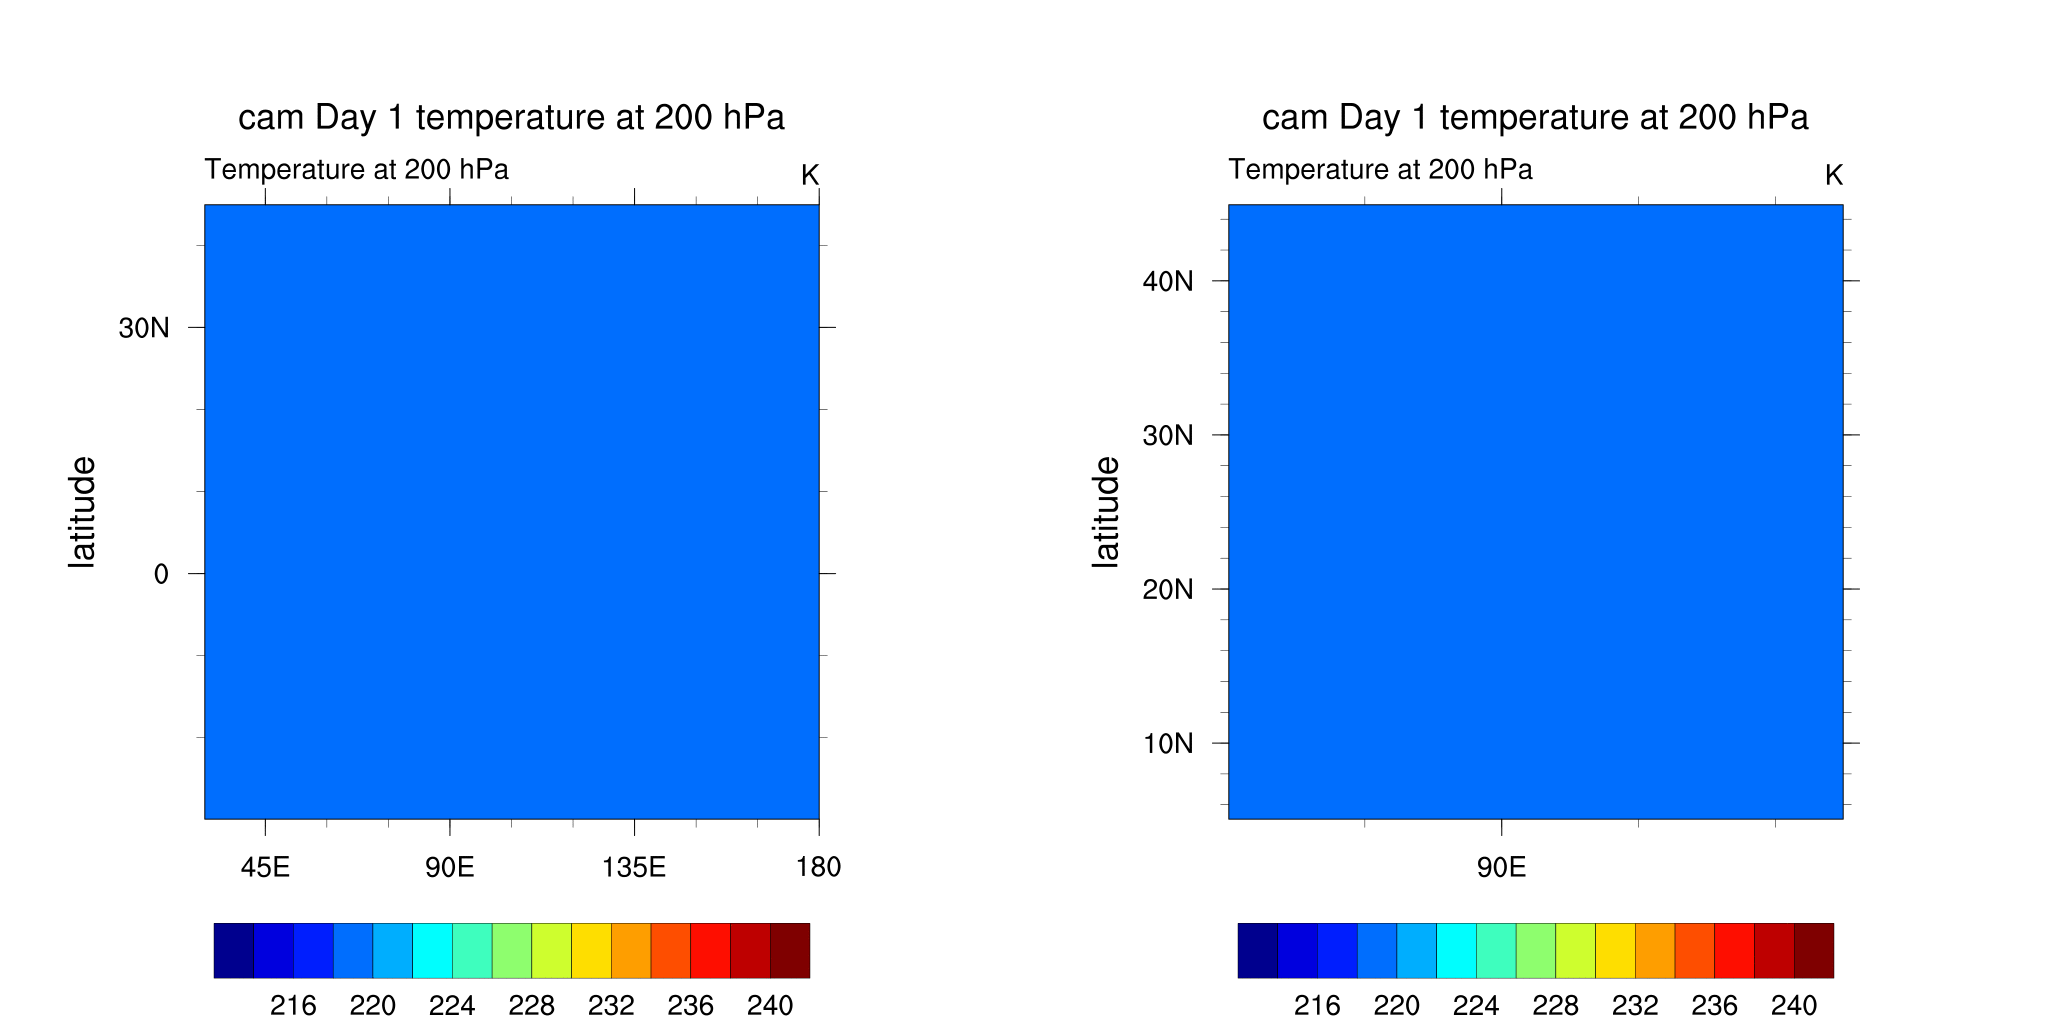 cam Day 1 temperature at 200 hPa
Temperature at 200 hPa K
30N
0
latitude
45E 90E 135E 180
216 220 224 228 232 236 240
cam Day 1 temperature at 200 hPa
Temperature at 200 hPa K
40N
30N
20N
10N
latitude
90E
216 220 224 228 232 236 240